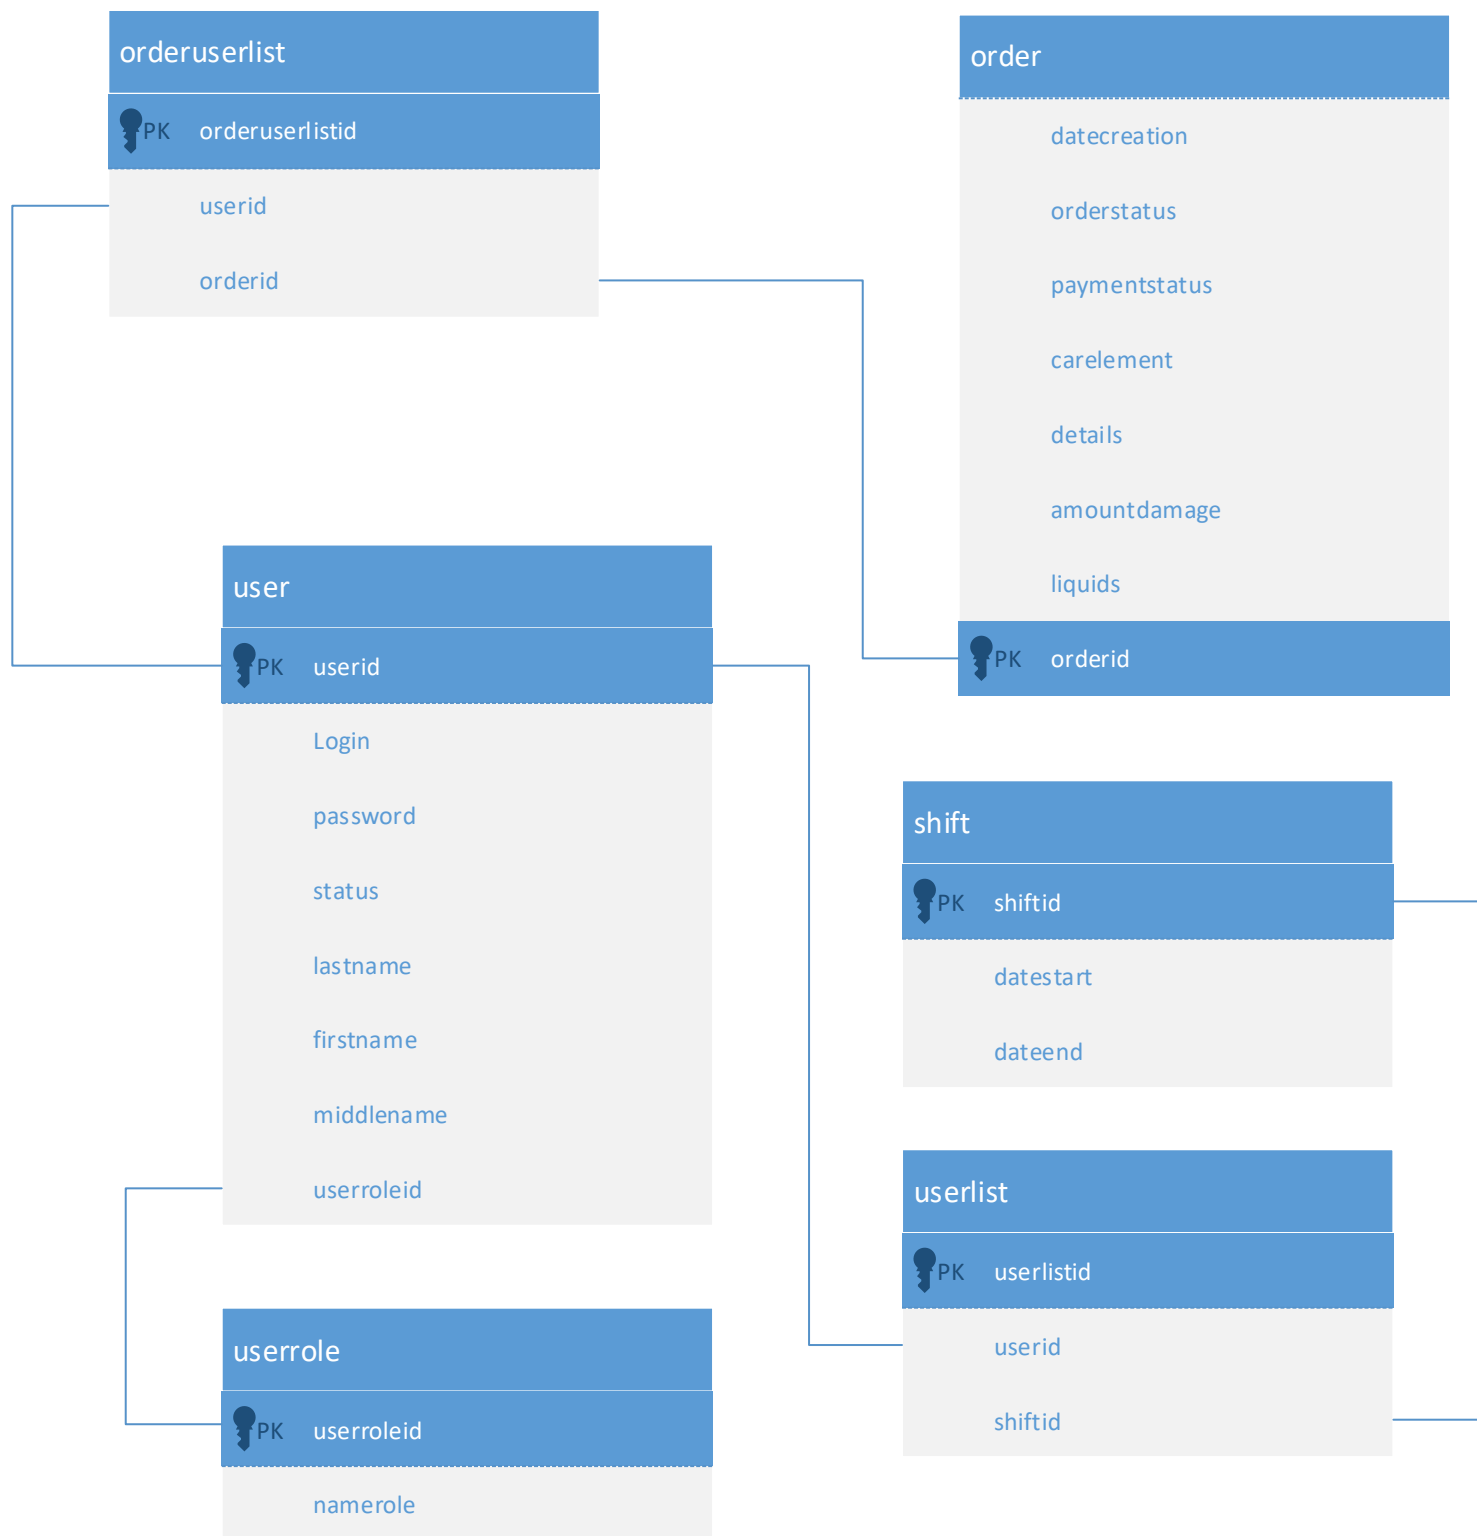 orderuserlist
PK orderuserlistid
userid
orderid
order
datecreation
orderstatus
paymentstatus
carelement
details
amountdamage
liquids
PK orderid
user
PK userid
Login
password
status
lastname
firstname
middlename
userroleid
shift
PK shiftid
datestart
dateend
userlist
PK userlistid
userid
shiftid
userrole
PK userroleid
namerole